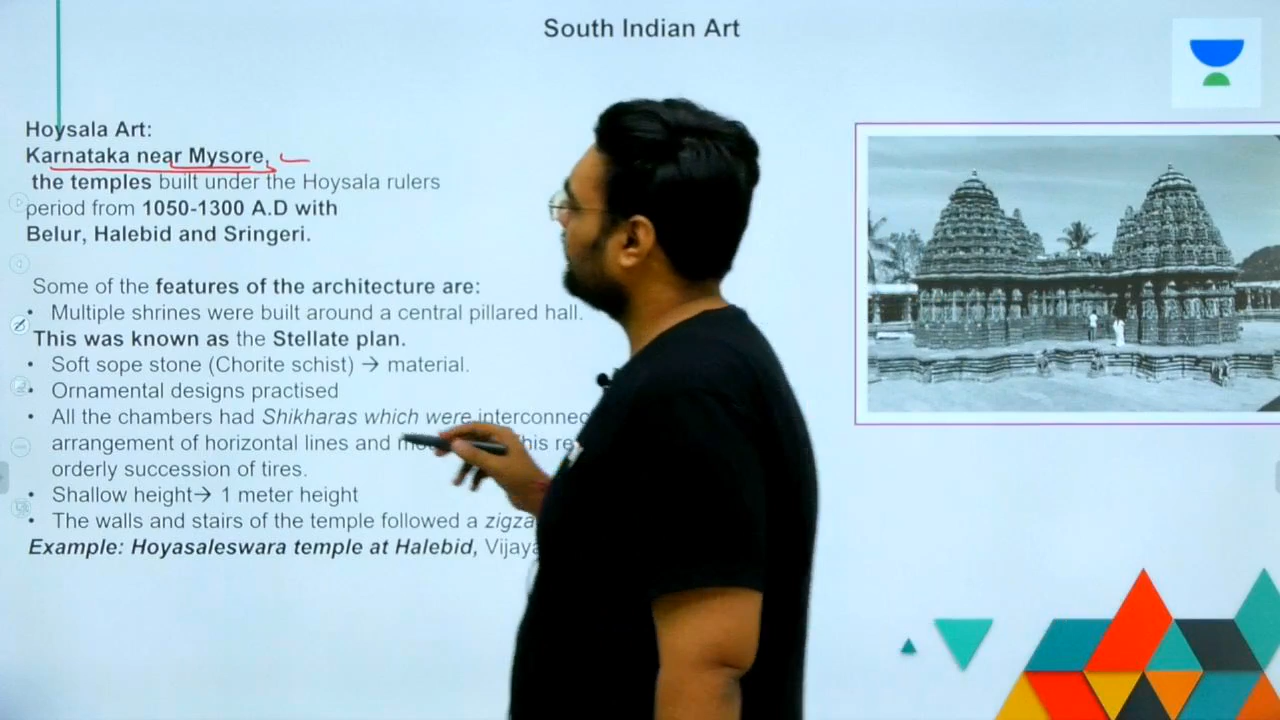 South Indian Art
Hoysala Art:
Karnataka near Mysore,
the temples built under the Hoysala rulers
period from 1050-1300 A.D with
Belur, Halebid and Sringeri.
Some of the features of the architecture are:
• Multiple shrines were built around a central pillared hall.
This was known as the Stellate plan.
• Soft sope stone (Chorite schist) → material.
• Ornamental designs practised
• All the chambers had Shikharas which were
arrangement of horizontal lines and
orderly succession of tires.
• Shallow height→ 1 meter height
• The walls and stairs of the temple followed a
Example: Hoyasaleswara temple at Halebid,